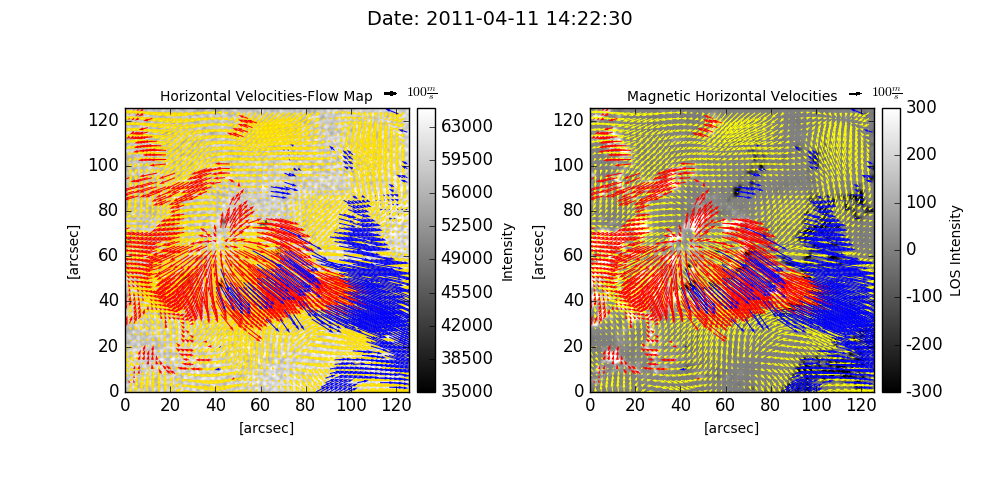 Date: 2011-04-11 14:22:30
Horizontal Velocities-Flow Map
100 m/s
120
100
80
60
40
20
0
[arcsec]
0 20 40 60 80 100 120
[arcsec]
63000
59500
56000
52500
49000
45500
42000
38500
35000
Intensity
Magnetic Horizontal Velocities
100 m/s
120
100
80
60
40
20
0
[arcsec]
0 20 40 60 80 100 120
[arcsec]
300
200
100
0
-100
-200
-300
LOS Intensity